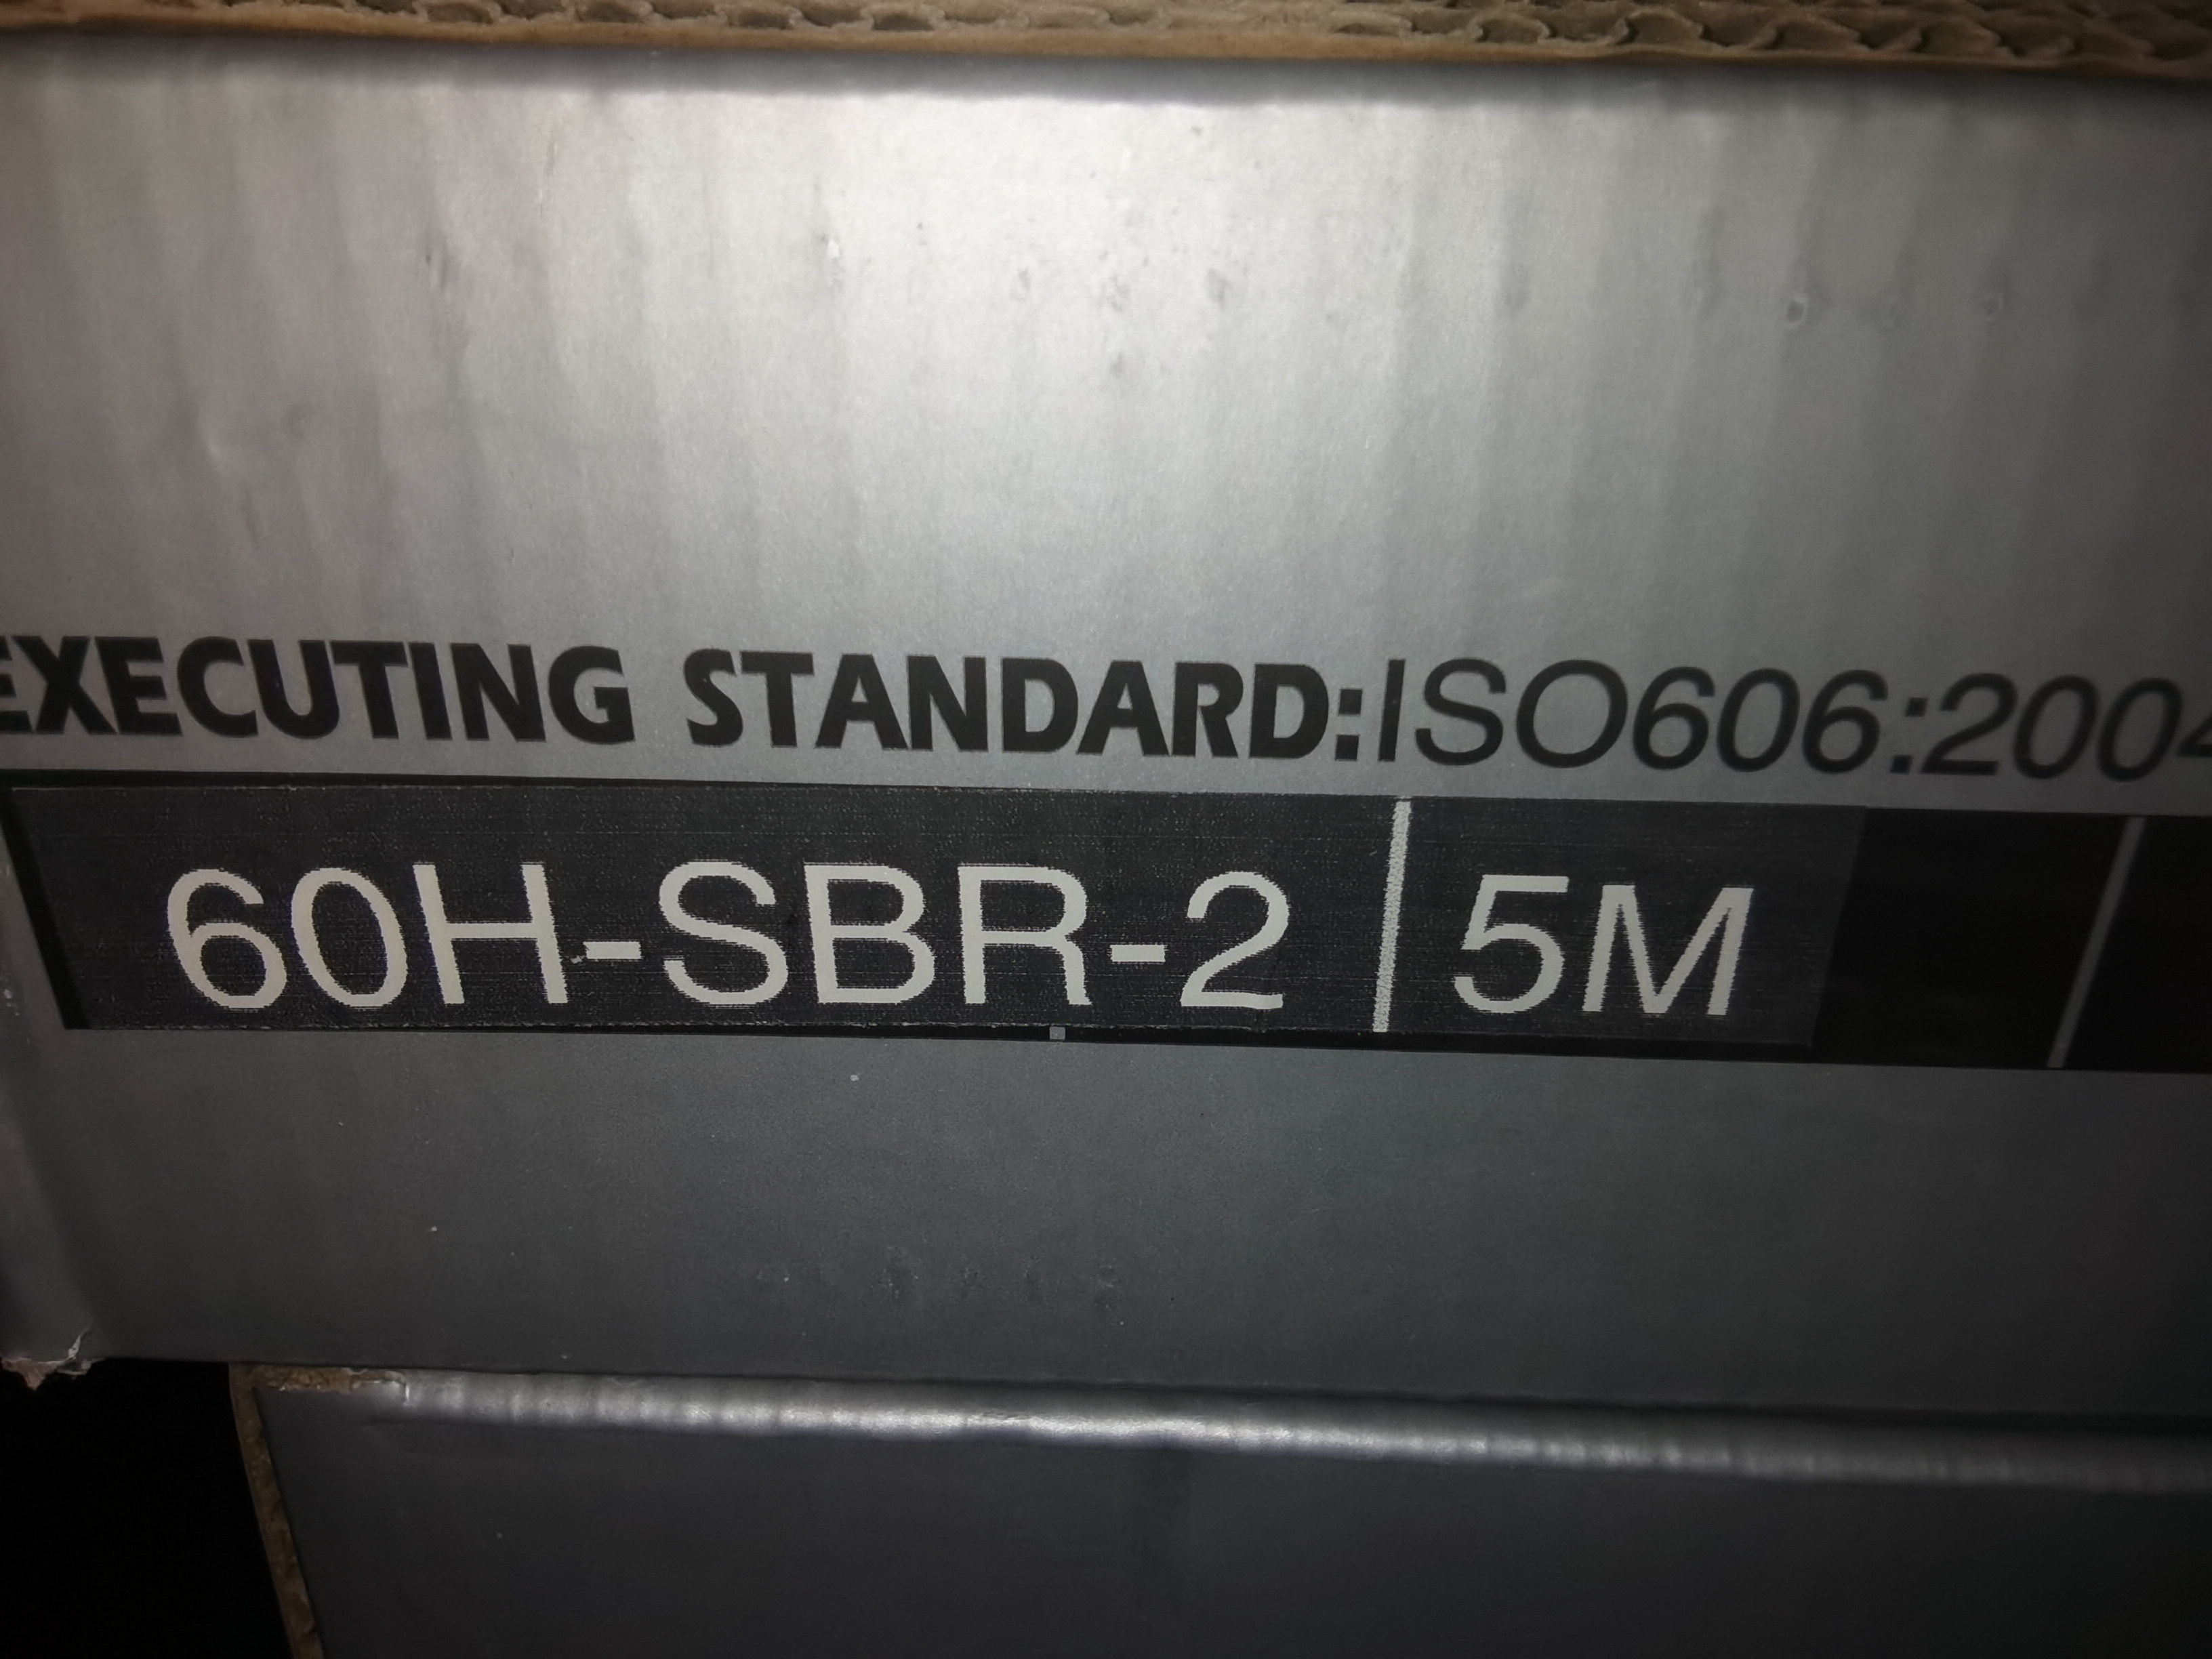 EXECUTING STANDARD:ISO606:2004
60H-SBR-2 5M